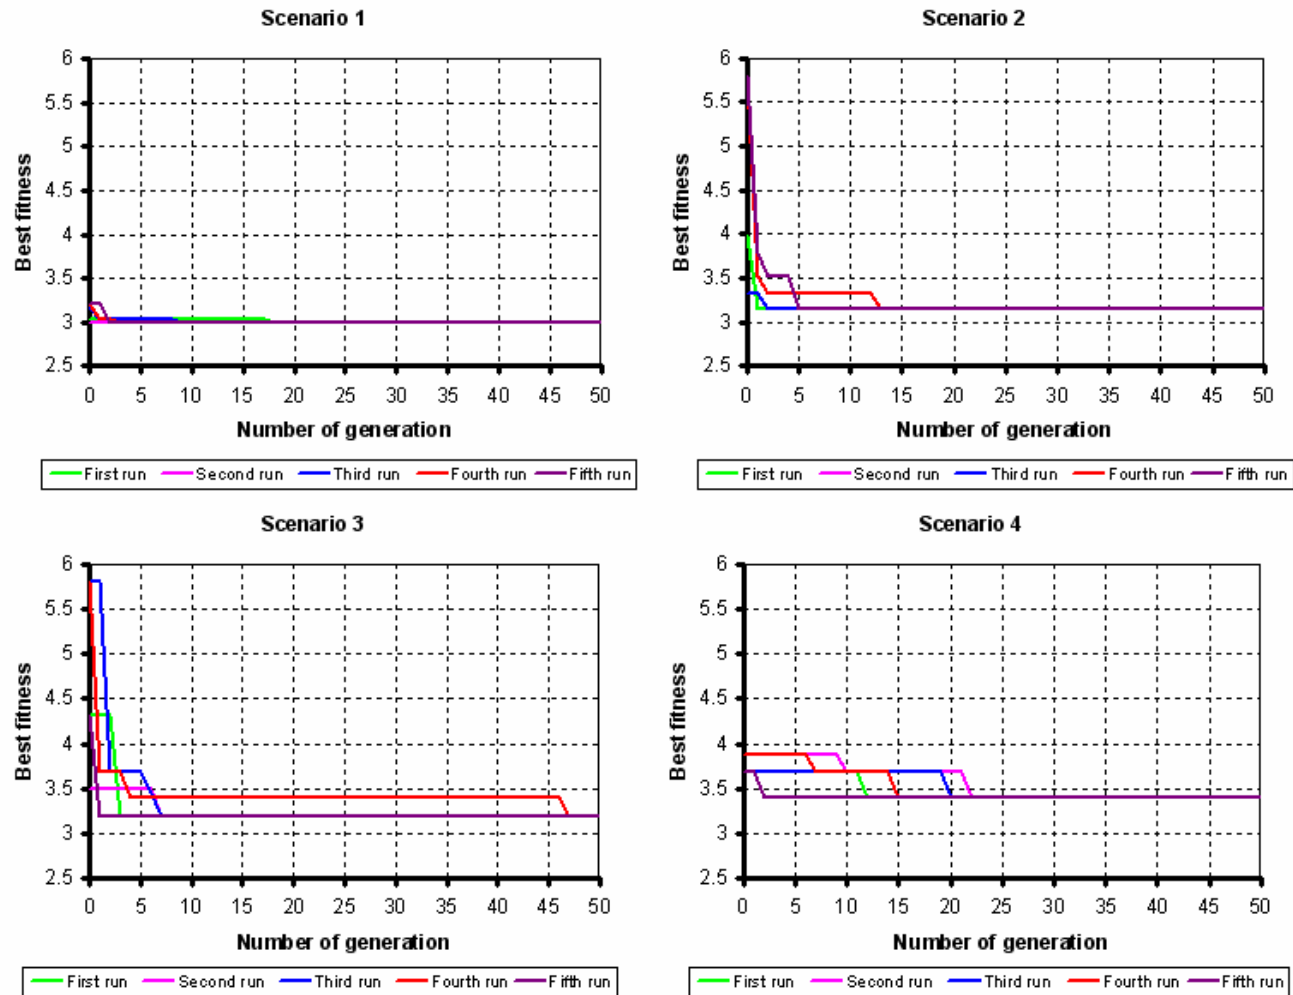 Scenario 1
6
5.5
5
4.5
4
3.5
3
2.5
Best fitness
0 5 10 15 20 25 30 35 40 45 50
Number of generation
First run Second run Third run Fourth run Fifth run
Scenario 2
6
5.5
5
4.5
4
3.5
3
2.5
Best fitness
0 5 10 15 20 25 30 35 40 45 50
Number of generation
First run Second run Third run Fourth run Fifth run
Scenario 3
6
5.5
5
4.5
4
3.5
3
2.5
Best fitness
0 5 10 15 20 25 30 35 40 45 50
Number of generation
First run Second run Third run Fourth run Fifth run
Scenario 4
6
5.5
5
4.5
4
3.5
3
2.5
Best fitness
0 5 10 15 20 25 30 35 40 45 50
Number of generation
First run Second run Third run Fourth run Fifth run